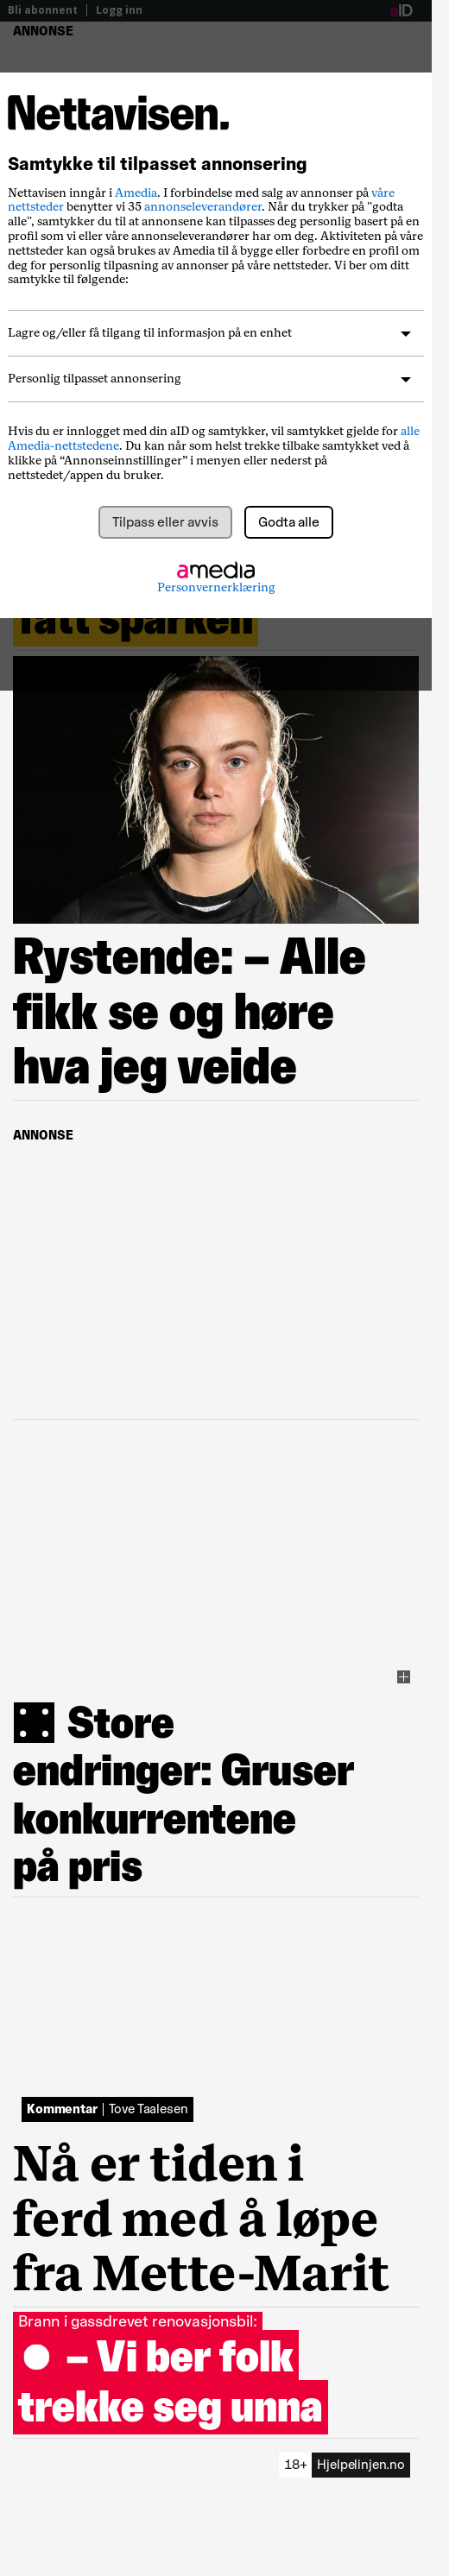 Bli abonnent | Logg inn
aID
ANNONSE
Nettavisen.
Samtykke til tilpasset annonsering
Nettavisen inngår i Amedia. I forbindelse med salg av annonser på våre
nettsteder benytter vi 35 annonseleverandører. Når du trykker på "godta
alle", samtykker du til at annonsene kan tilpasses deg personlig basert på en
profil som vi eller våre annonseleverandører har om deg. Aktiviteten på våre
nettsteder kan også brukes av Amedia til å bygge eller forbedre en profil om
deg for personlig tilpasning av annonser på våre nettsteder. Vi ber om ditt
samtykke til følgende:
Lagre og/eller få tilgang til informasjon på en enhet
Personlig tilpasset annonsering
Hvis du er innlogget med din aID og samtykker, vil samtykket gjelde for alle
Amedia-nettstedene. Du kan når som helst trekke tilbake samtykket ved å
klikke på “Annonseinnstillinger” i menyen eller nederst på
nettstedet/appen du bruker.
Tilpass eller avvis
Godta alle
amedia
Personvernerklæring
fått sparken
Rystende: – Alle
fikk se og høre
hva jeg veide
ANNONSE
Store
endringer: Gruser
konkurrentene
på pris
Kommentar | Tove Taalesen
Nå er tiden i
ferd med å løpe
fra Mette-Marit
Brann i gassdrevet renovasjonsbil:
– Vi ber folk
trekke seg unna
18+ Hjelpelinjen.no